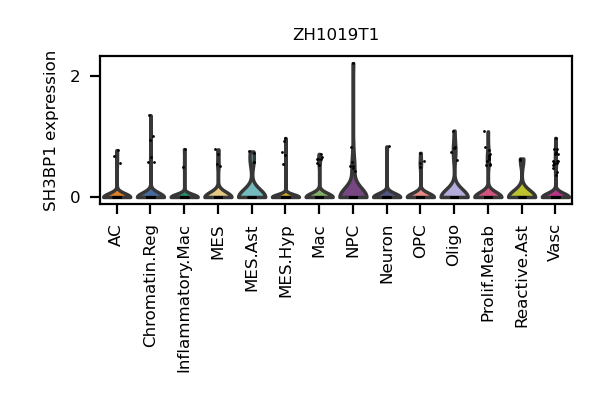 ZH1019T1
SH3BP1 expression
2
0
AC
Chromatin.Reg
Inflammatory.Mac
MES
MES.Ast
MES.Hyp
Mac
NPC
Neuron
OPC
Oligo
Prolif.Metab
Reactive.Ast
Vasc